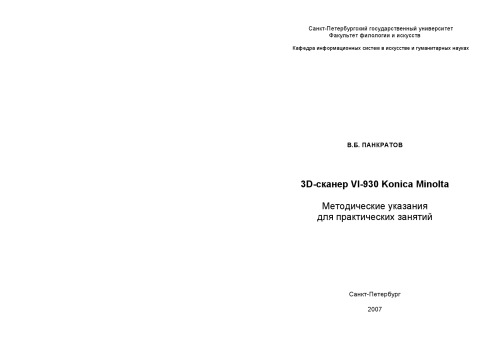 Санкт-Петербургский государственный университет
Факультет филологии и искусств
Кафедра информационных систем в искусстве и гуманитарных науках
В.Б. ПАНКРАТОВ
3D-сканер VI-930 Konica Minolta
Методические указания
для практических занятий
Санкт-Петербург
2007